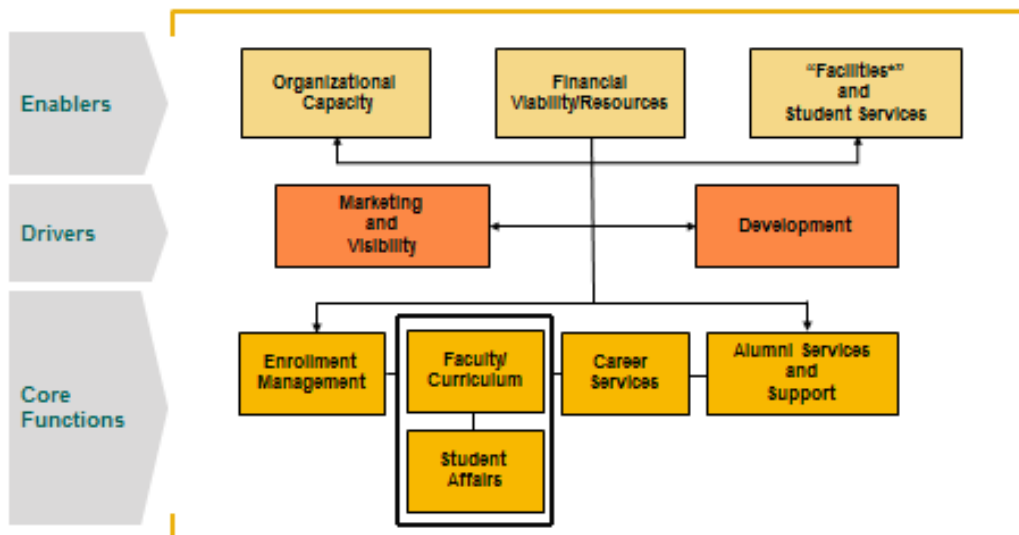 Enablers
Organizational
Capacity
Financial
Viability/Resources
“Facilities*”
and
Student Services
Drivers
Marketing
and
Visibility
Development
Core
Functions
Enrollment
Management
Faculty/
Curriculum
Student
Affairs
Career
Services
Alumni Services
and
Support